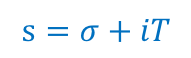 s = σ + iT